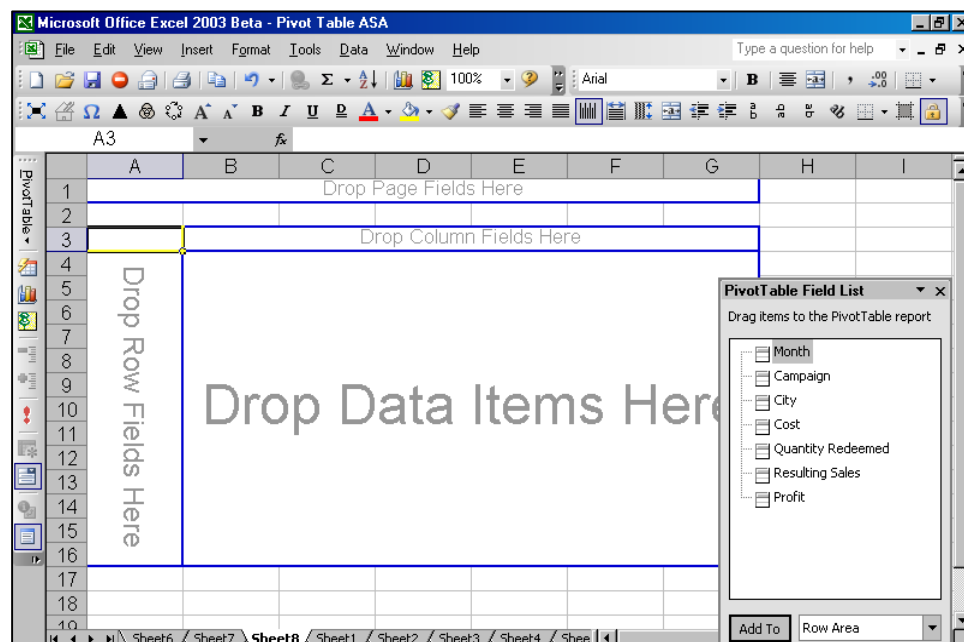 Microsoft Office Excel 2003 Beta - Pivot Table ASA
File Edit View Insert Format Tools Data Window Help Type a question for help
100% Arial B
B I U D A
A3 fx
A B C D E F G H I
PivotTable
1 Drop Page Fields Here
2
3 Drop Column Fields Here
4
5
6
7
8
9
10
11
12
13
14
15
16
17
18
19
Drop Row Fields Here
Drop Data Items Here
PivotTable Field List
Drag items to the PivotTable report
Month
Campaign
City
Cost
Quantity Redeemed
Resulting Sales
Profit
Add To Row Area
Sheet6 Sheet7 Sheet8 Sheet1 Sheet2 Sheet3 Sheet4 Shee